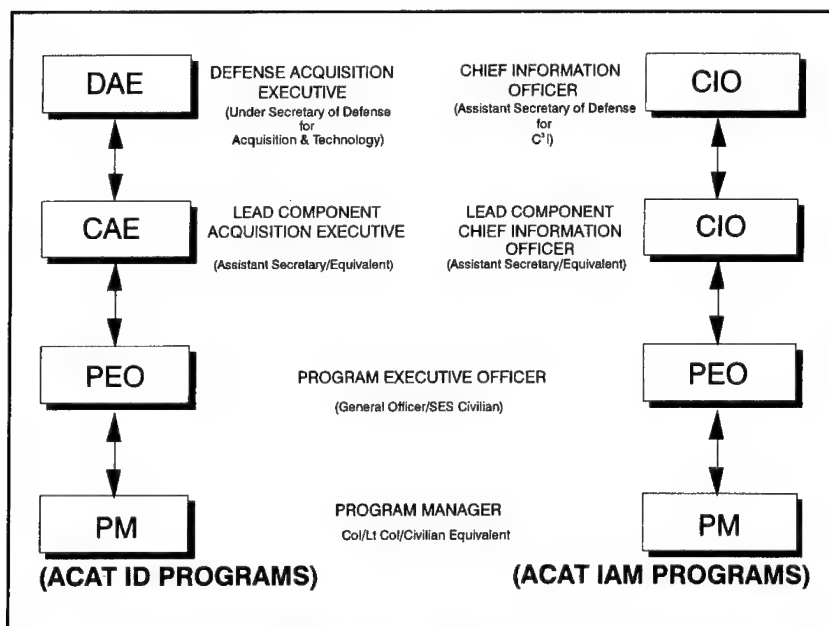 DAE
DEFENSE ACQUISITION
EXECUTIVE
(Under Secretary of Defense
for
Acquisition & Technology)
CHIEF INFORMATION
OFFICER
(Assistant Secretary of Defense
for
C³I)
CIO
CAE
LEAD COMPONENT
ACQUISITION EXECUTIVE
(Assistant Secretary/Equivalent)
LEAD COMPONENT
CHIEF INFORMATION
OFFICER
(Assistant Secretary/Equivalent)
CIO
PEO
PROGRAM EXECUTIVE OFFICER
(General Officer/SES Civilian)
PEO
PM
PROGRAM MANAGER
Col/Lt Col/Civilian Equivalent
PM
(ACAT ID PROGRAMS)
(ACAT IAM PROGRAMS)